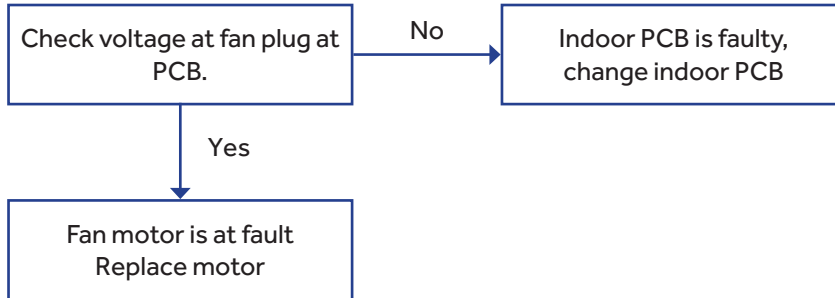 Check voltage at fan plug at
PCB.
No
Indoor PCB is faulty,
change indoor PCB
Yes
Fan motor is at fault
Replace motor